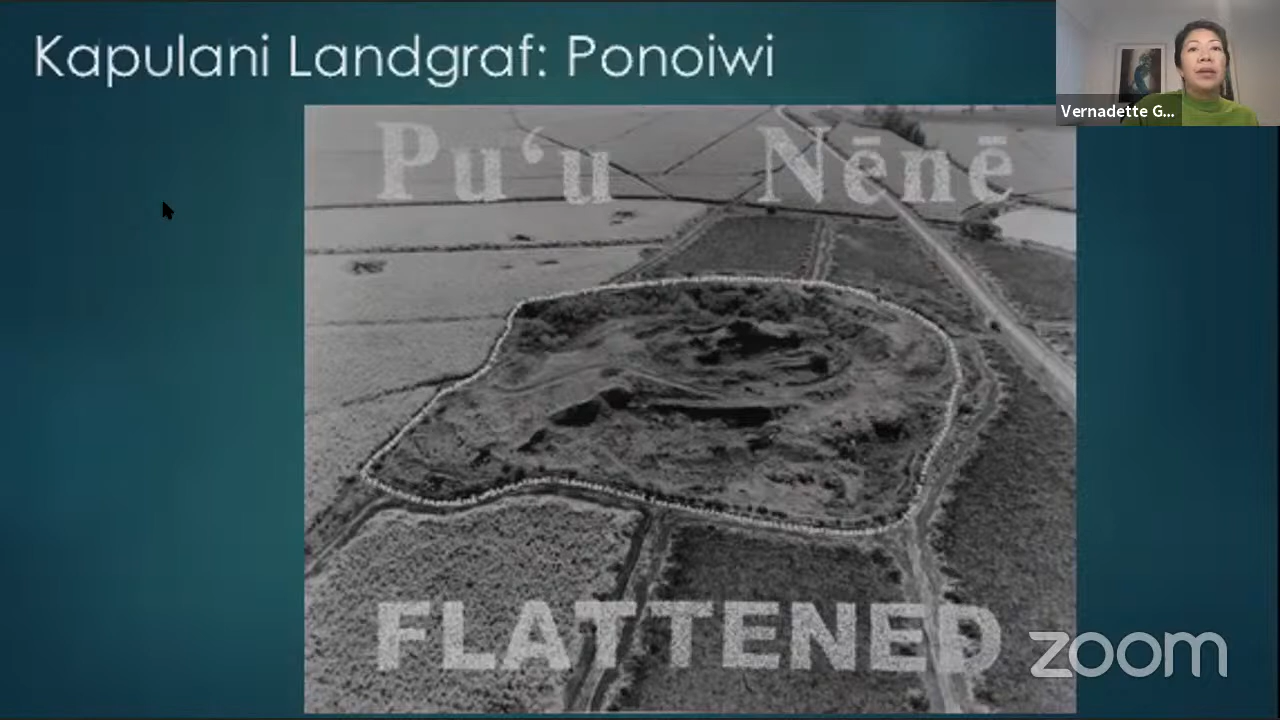 Kapulani Landgraf: Ponoiwi
Vernadette G...
Puʻu Nēnē
FLATTENED
zoom